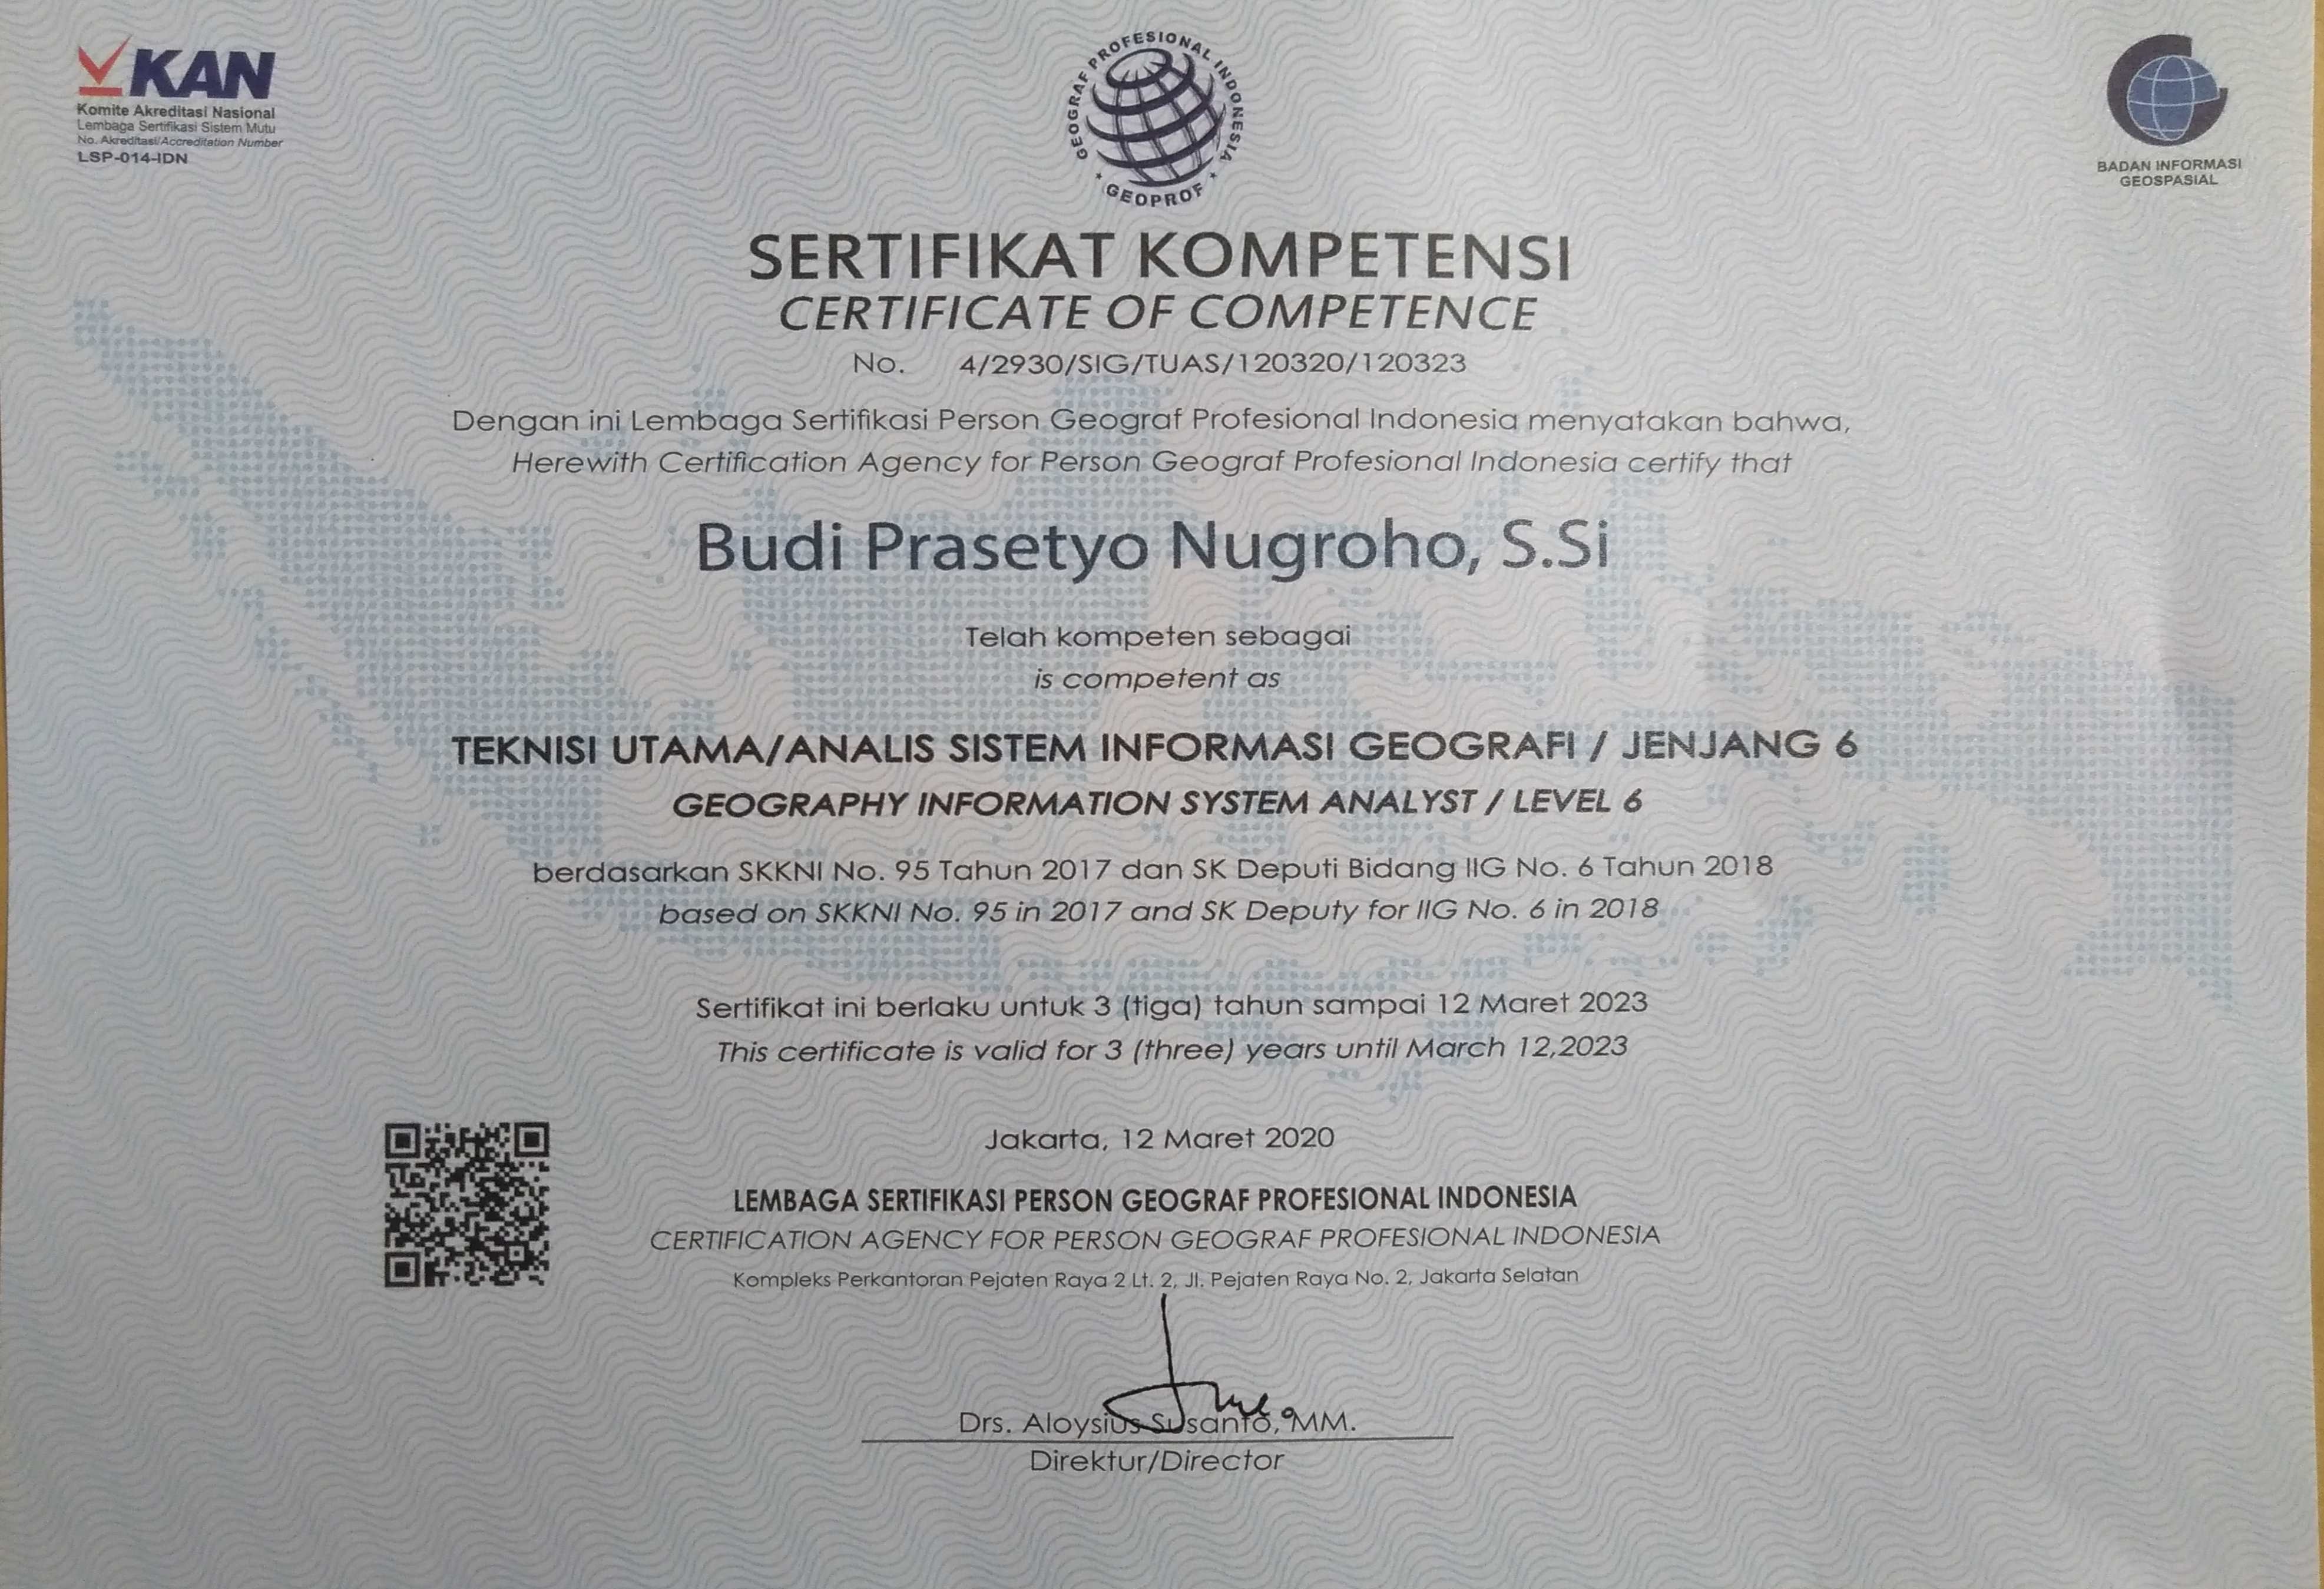 KAN
Komite Akreditasi Nasional
Lembaga Sertifikasi Sistem Mutu
No. Akreditasi/Accreditation Number
LSP-014-IDN
GEOGRAF PROFESIONAL INDONESIA
* GEOPROF *
BADAN INFORMASI
GEOSPASIAL
SERTIFIKAT KOMPETENSI
CERTIFICATE OF COMPETENCE
No. 4/2930/SIG/TUAS/120320/120323
Dengan ini Lembaga Sertifikasi Person Geograf Profesional Indonesia menyatakan bahwa,
Herewith Certification Agency for Person Geograf Profesional Indonesia certify that
Budi Prasetyo Nugroho, S.Si
Telah kompeten sebagai
is competent as
TEKNISI UTAMA/ANALIS SISTEM INFORMASI GEOGRAFI / JENJANG 6
GEOGRAPHY INFORMATION SYSTEM ANALYST / LEVEL 6
berdasarkan SKKNI No. 95 Tahun 2017 dan SK Deputi Bidang IIG No. 6 Tahun 2018
based on SKKNI No. 95 in 2017 and SK Deputy for IIG No. 6 in 2018
Sertifikat ini berlaku untuk 3 (tiga) tahun sampai 12 Maret 2023
This certificate is valid for 3 (three) years until March 12,2023
Jakarta, 12 Maret 2020
LEMBAGA SERTIFIKASI PERSON GEOGRAF PROFESIONAL INDONESIA
CERTIFICATION AGENCY FOR PERSON GEOGRAF PROFESIONAL INDONESIA
Kompleks Perkantoran Pejaten Raya 2 Lt. 2, Jl. Pejaten Raya No. 2, Jakarta Selatan
Drs. Aloysius Susanto, MM.
Direktur/Director